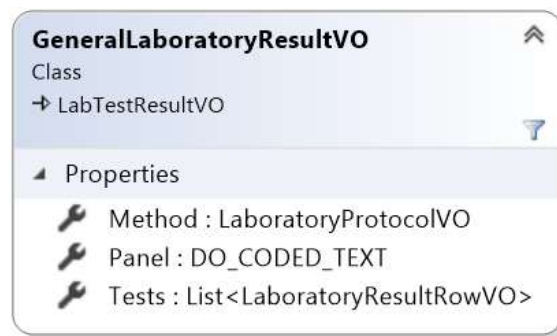 GeneralLaboratoryResultVO
Class
LabTestResultVO
Properties
Method : LaboratoryProtocolVO
Panel : DO_CODED_TEXT
Tests : List<LaboratoryResultRowVO>